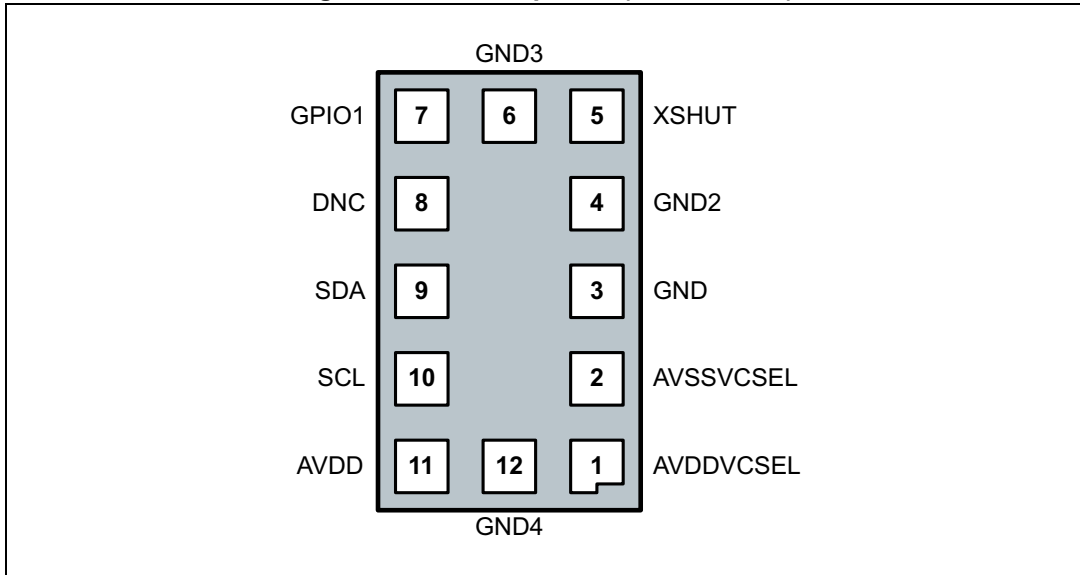 GND3
GPIO1 7 6 5 XSHUT
DNC 8 4 GND2
SDA 9 3 GND
SCL 10 2 AVSSVCSEL
AVDD 11 12 1 AVDDVCSEL
GND4